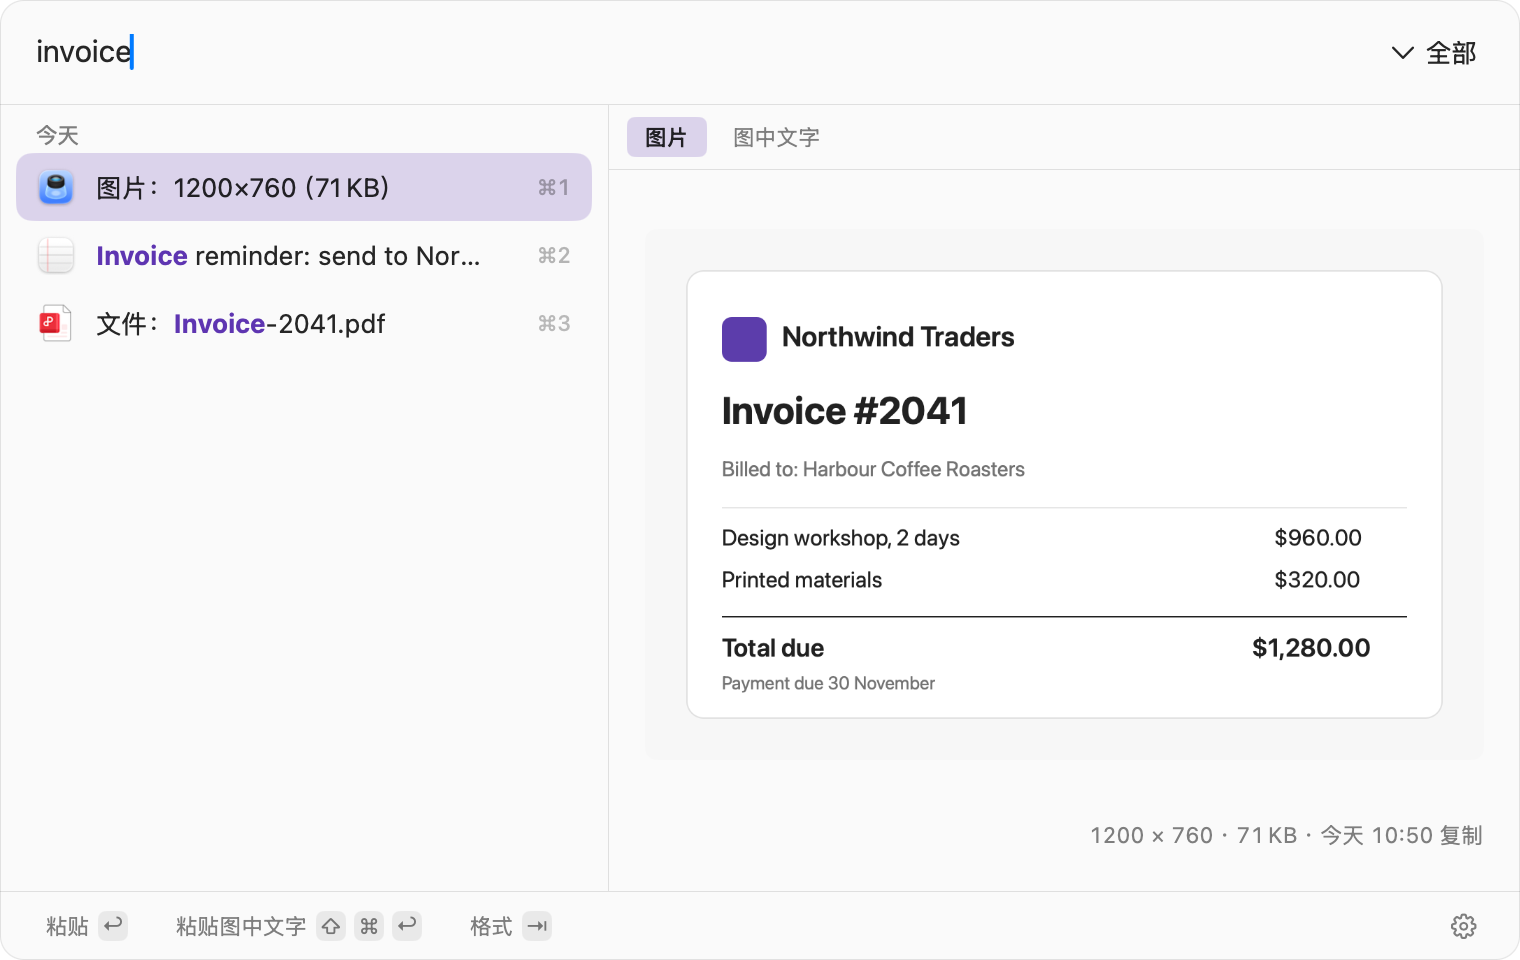 invoice
全部
今天
图片：1200×760 (71 KB) ⌘1
Invoice reminder: send to Nor... ⌘2
文件：Invoice-2041.pdf ⌘3
图片 图中文字
Northwind Traders
Invoice #2041
Billed to: Harbour Coffee Roasters
Design workshop, 2 days $960.00
Printed materials $320.00
Total due $1,280.00
Payment due 30 November
1200 × 760 · 71 KB · 今天 10:50 复制
粘贴 ↩ 粘贴图中文字 ⇧ ⌘ ↩ 格式 ⇥